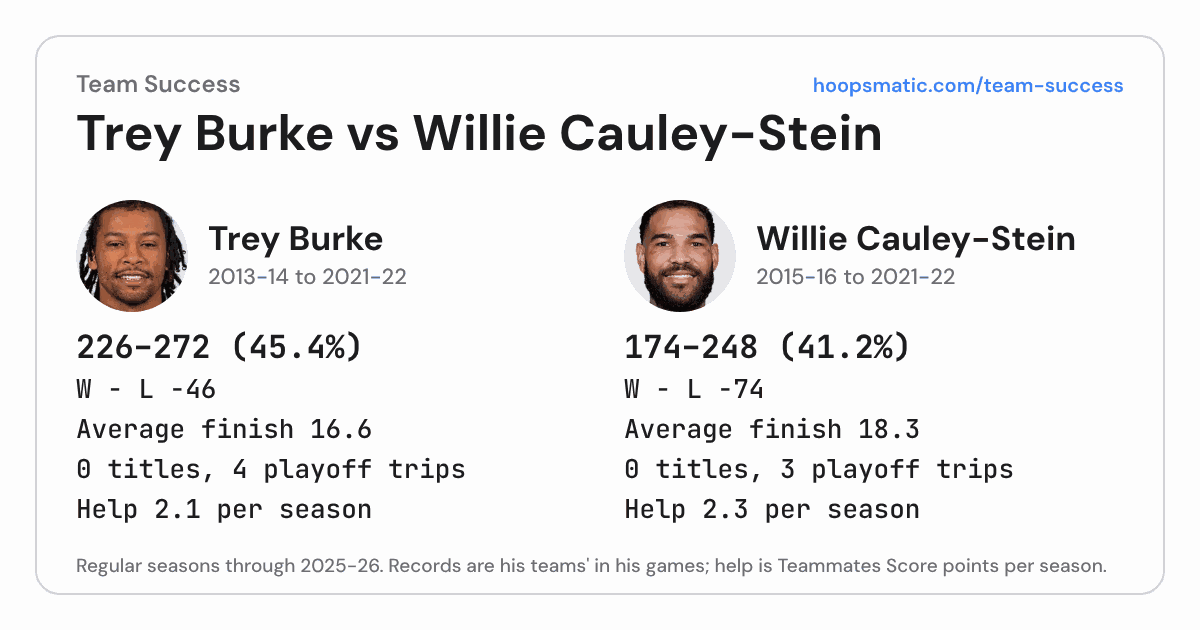 Team Success
hoopsmatic.com/team-success
Trey Burke vs Willie Cauley-Stein
Trey Burke
2013-14 to 2021-22
226-272 (45.4%)
W - L -46
Average finish 16.6
0 titles, 4 playoff trips
Help 2.1 per season
Willie Cauley-Stein
2015-16 to 2021-22
174-248 (41.2%)
W - L -74
Average finish 18.3
0 titles, 3 playoff trips
Help 2.3 per season
Regular seasons through 2025-26. Records are his teams' in his games; help is Teammates Score points per season.